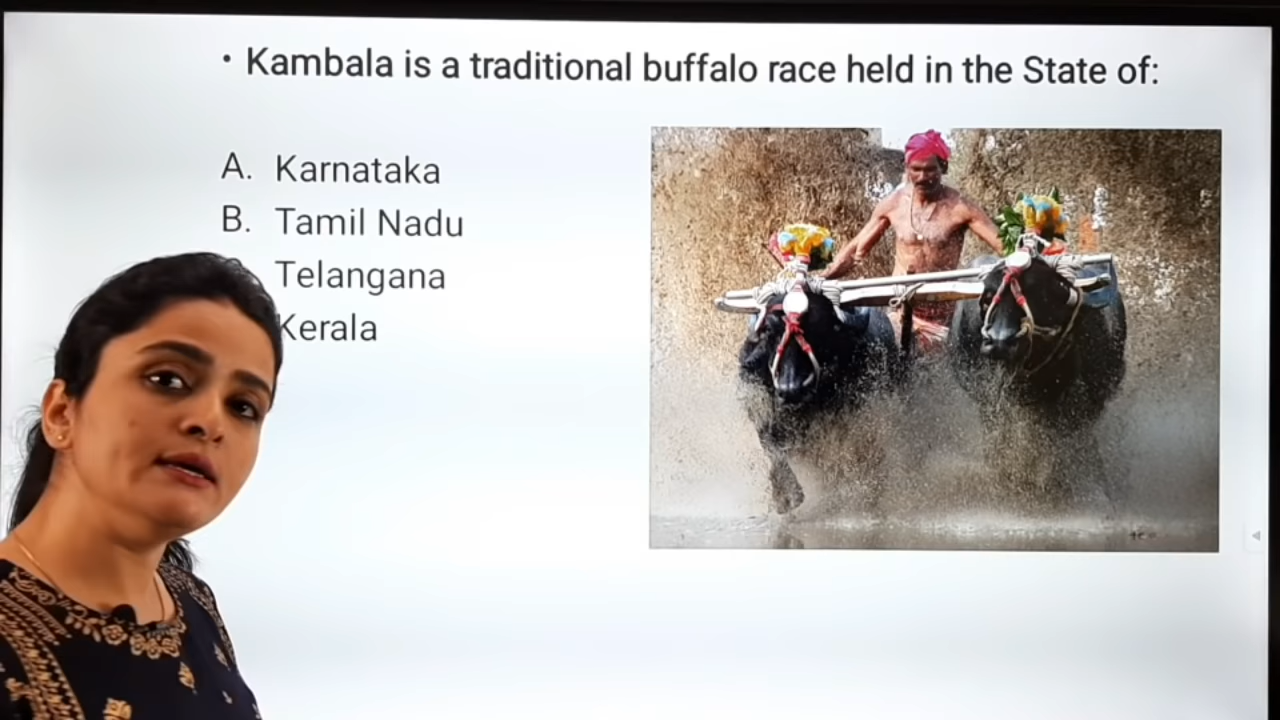 • Kambala is a traditional buffalo race held in the State of:
A. Karnataka
B. Tamil Nadu
Telangana
Kerala